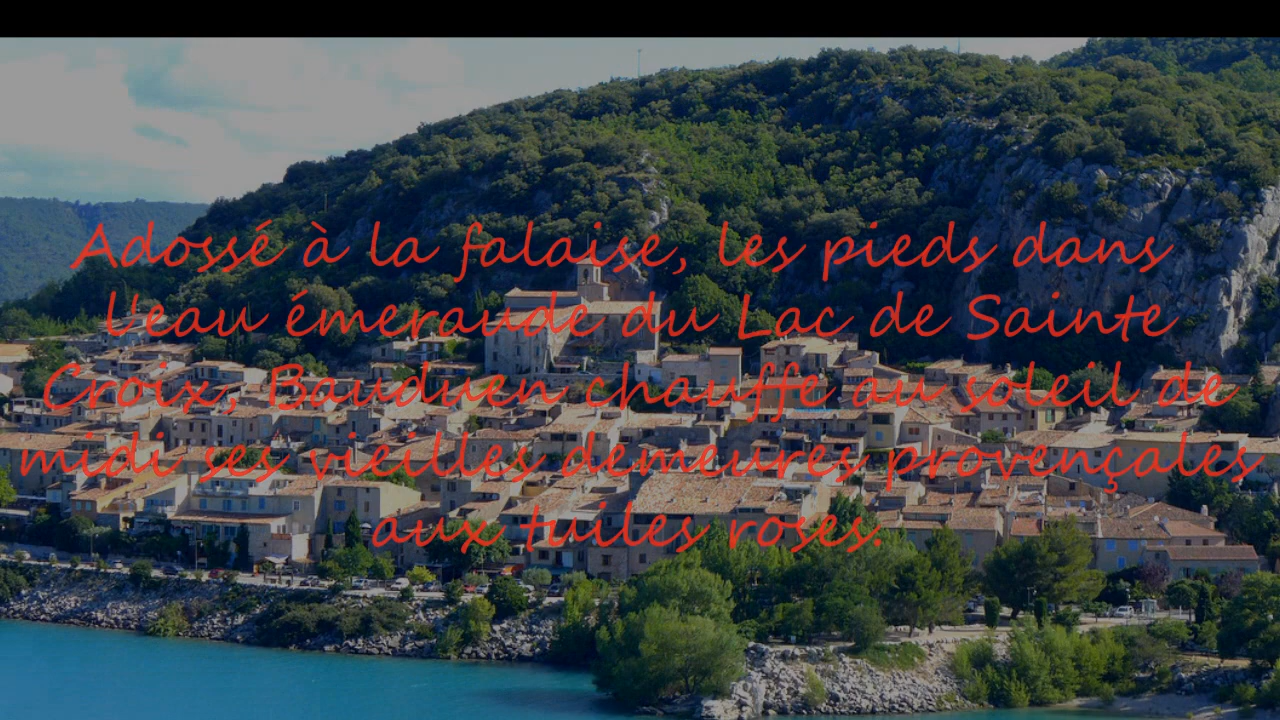 Adossé à la falaise, les pieds dans
l'eau émeraude du Lac de Sainte
Croix, Bauduen chauffe au soleil de
midi ses vieilles demeures provençales
aux tuiles roses.